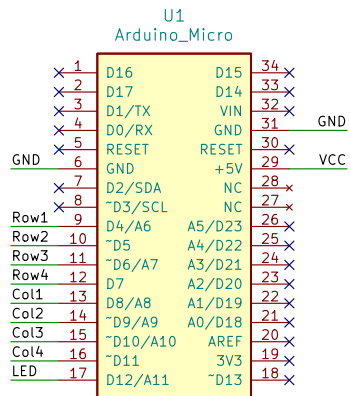 U1
Arduino_Micro
1 D16 D15 34
2 D17 D14 33
3 D1/TX VIN 32
4 D0/RX GND 31 GND
5 RESET RESET 30
GND 6 GND +5V 29 VCC
7 D2/SDA NC 28
8 ~D3/SCL NC 27
Row1 9 D4/A6 A5/D23 26
Row2 10 ~D5 A4/D22 25
Row3 11 ~D6/A7 A3/D21 24
Row4 12 D7 A2/D20 23
Col1 13 D8/A8 A1/D19 22
Col2 14 ~D9/A9 A0/D18 21
Col3 15 ~D10/A10 AREF 20
Col4 16 ~D11 3V3 19
LED 17 D12/A11 ~D13 18